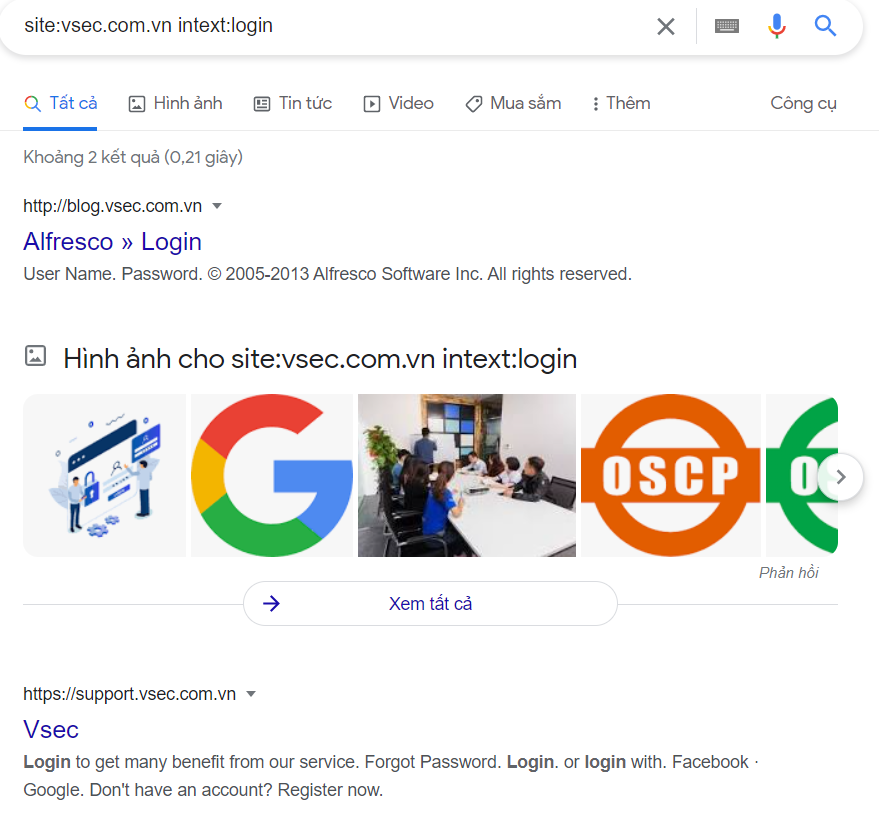 site:vsec.com.vn intext:login
Tất cả
Hình ảnh
Tin tức
Video
Mua sắm
Thêm
Công cụ
Khoảng 2 kết quả (0,21 giây)
http://blog.vsec.com.vn
Alfresco » Login
User Name. Password. © 2005-2013 Alfresco Software Inc. All rights reserved.
Hình ảnh cho site:vsec.com.vn intext:login
OSCP
Phản hồi
Xem tất cả
https://support.vsec.com.vn
Vsec
Login to get many benefit from our service. Forgot Password. Login. or login with. Facebook ·
Google. Don't have an account? Register now.